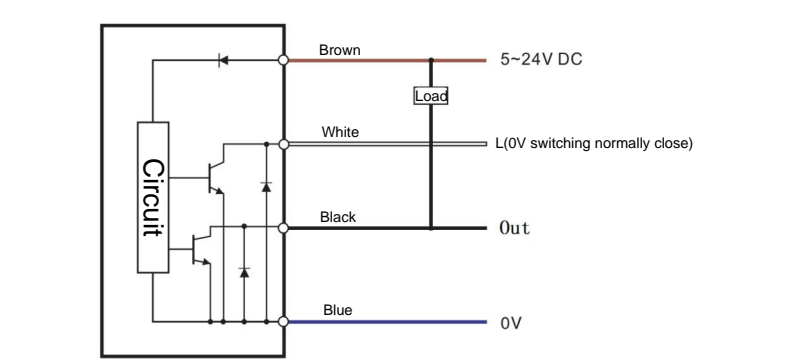 Brown
5~24V DC
Load
White
L(0V switching normally close)
Circuit
Black
Out
Blue
0V